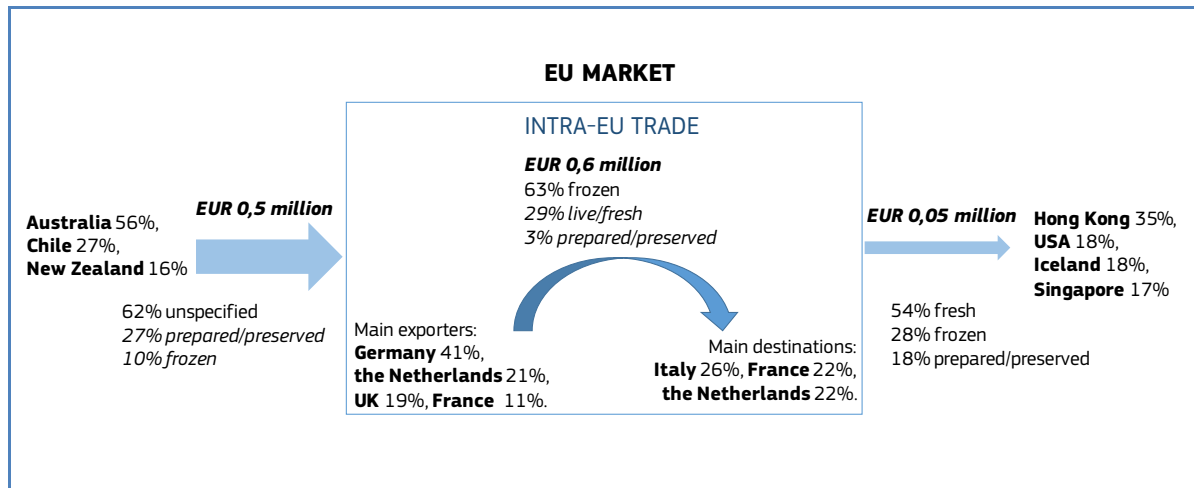 EU MARKET
INTRA-EU TRADE
EUR 0,6 million
63% frozen
29% live/fresh
3% prepared/preserved
EUR 0,5 million
Australia 56%,
Chile 27%,
New Zealand 16%
62% unspecified
27% prepared/preserved
10% frozen
Main exporters:
Germany 41%,
the Netherlands 21%,
UK 19%, France 11%.
Main destinations:
Italy 26%, France 22%,
the Netherlands 22%.
EUR 0,05 million
Hong Kong 35%,
USA 18%,
Iceland 18%,
Singapore 17%
54% fresh
28% frozen
18% prepared/preserved